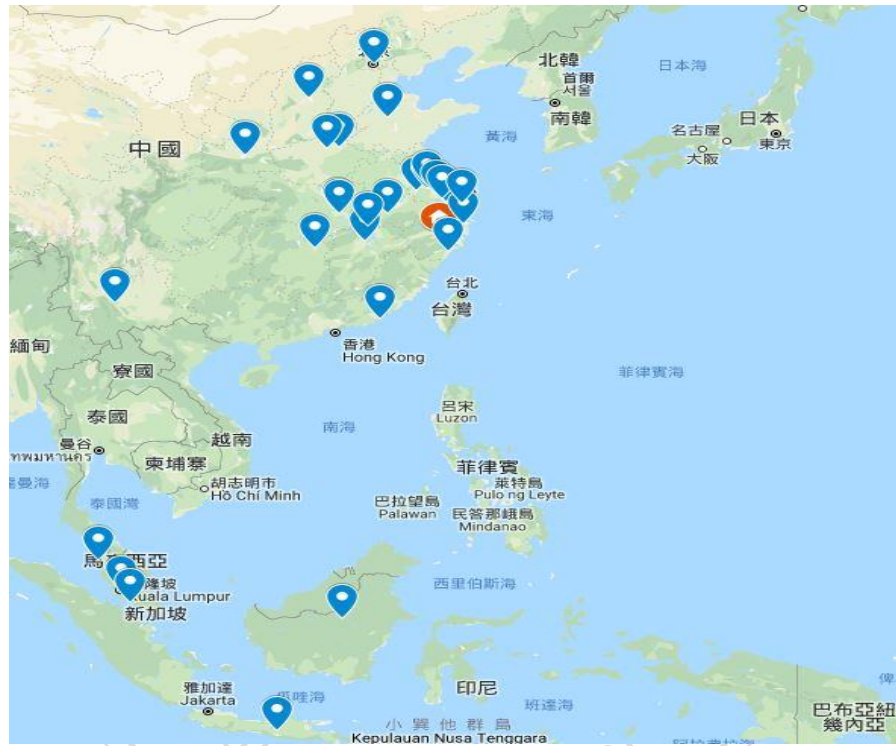 北韓
首爾
서울
南韓
日本海
日本
名古屋
東京
大阪
中國
黃海
東海
台北
台灣
香港
Hong Kong
緬甸
寮國
泰國
曼谷
越南
柬埔寨
胡志明市
Hồ Chí Minh
泰國灣
南海
呂宋
Luzon
菲律賓海
菲律賓
萊特島
Pulo ng Leyte
巴拉望島
Palawan
民答那峨島
Mindanao
西里伯斯海
隆坡
Kuala Lumpur
新加坡
雅加達
Jakarta
印尼
班達海
小巽他群島
Kepulauan Nusa Tenggara
巴布亞紐
幾內亞